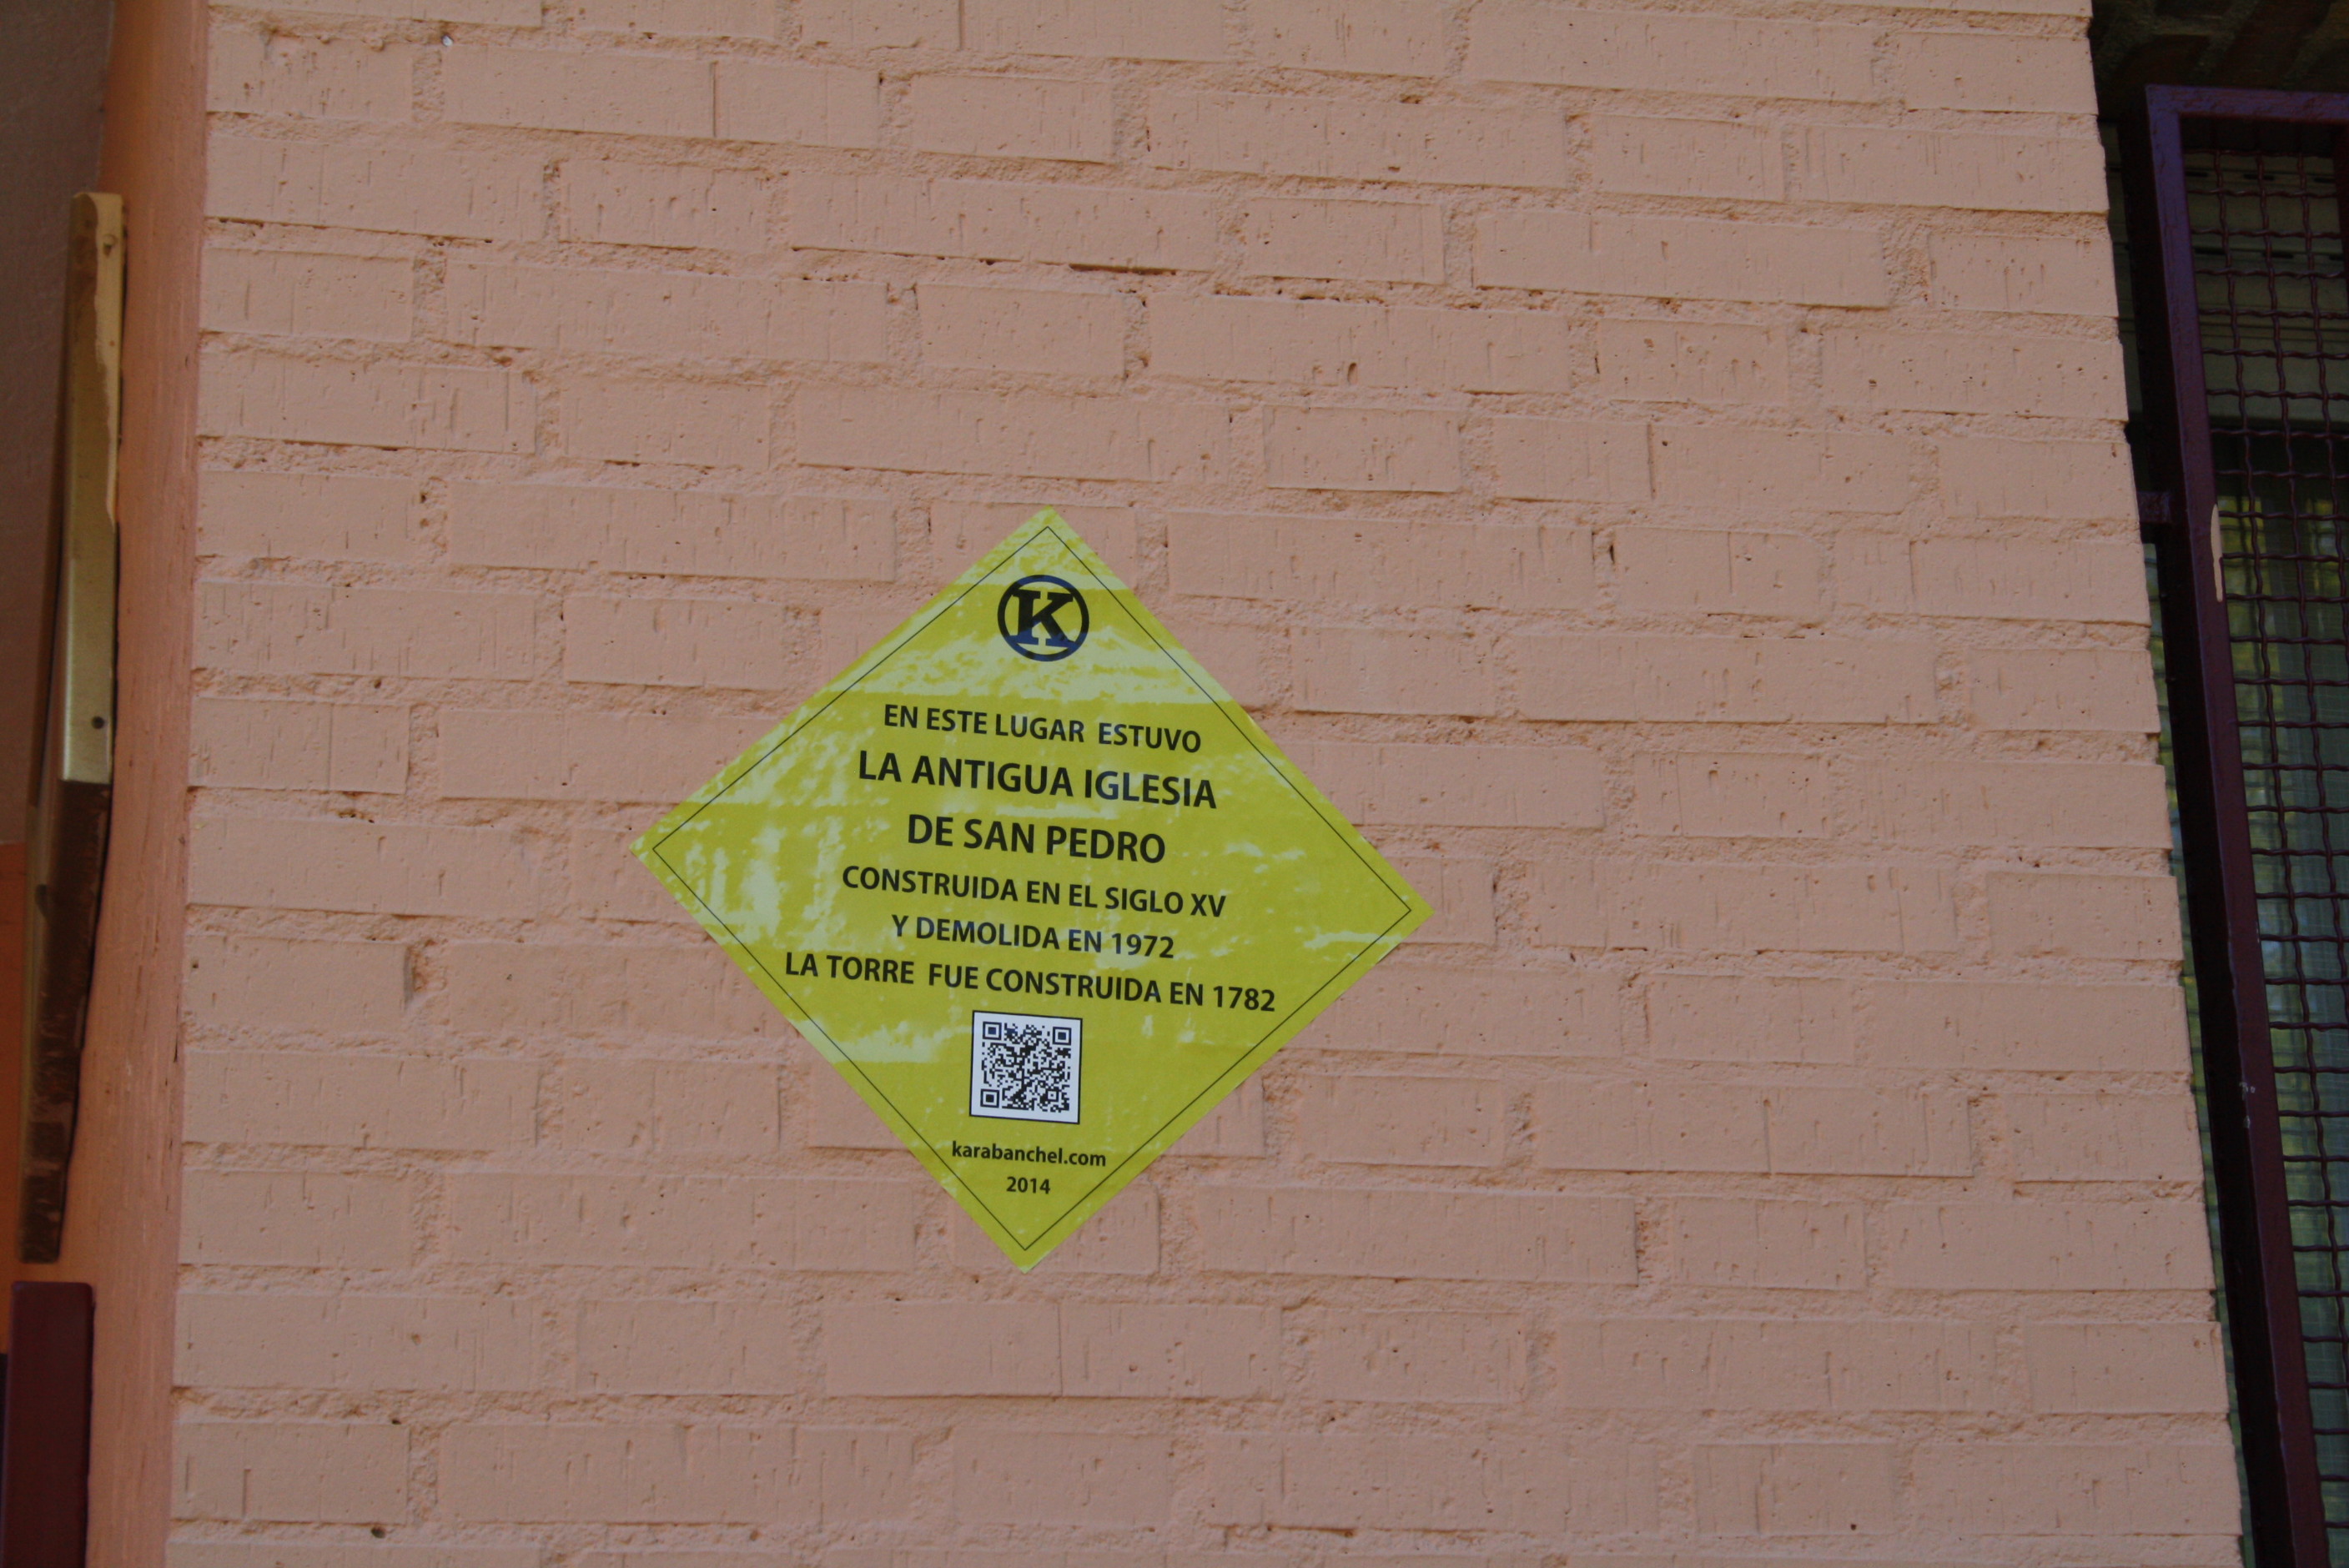 K
EN ESTE LUGAR ESTUVO
LA ANTIGUA IGLESIA
DE SAN PEDRO
CONSTRUIDA EN EL SIGLO XV
Y DEMOLIDA EN 1972
LA TORRE FUE CONSTRUIDA EN 1782
karabanchel.com
2014